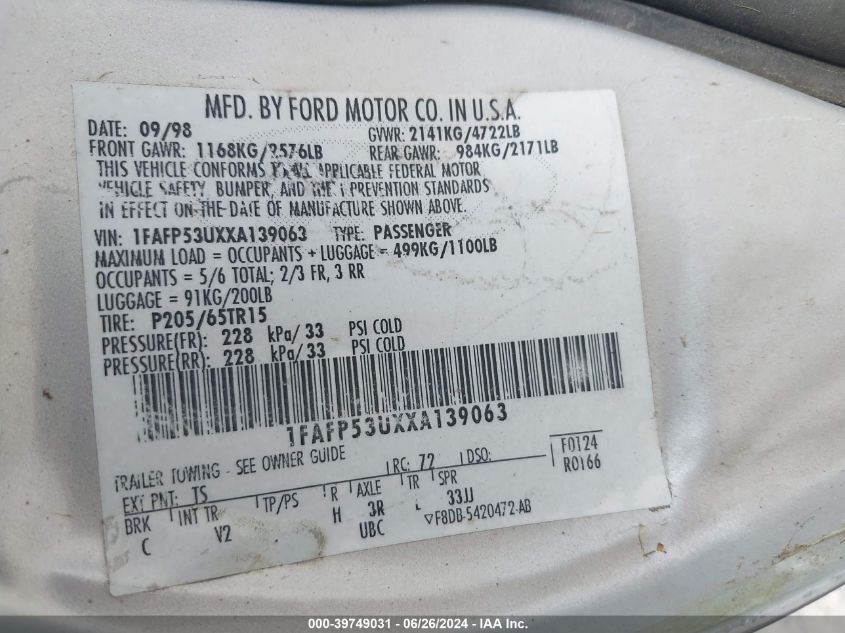 MFD. BY FORD MOTOR CO. IN U.S.A.
DATE: 09/98 GVWR: 2141KG/4722LB
FRONT GAWR: 1168KG/2576LB REAR GAWR: 984KG/2171LB
THIS VEHICLE CONFORMS APPLICABLE FEDERAL MOTOR
VEHICLE SAFETY, BUMPER, AND PREVENTION STANDARDS
IN EFFECT ON THE DATE OF MANUFACTURE SHOWN ABOVE.
VIN: 1FAFP53UXXA139063 TYPE: PASSENGER
MAXIMUM LOAD = OCCUPANTS + LUGGAGE = 499KG/1100LB
OCCUPANTS = 5/6 TOTAL; 2/3 FR, 3 RR
LUGGAGE = 91KG/200LB
TIRE: P205/65TR15
PRESSURE(FR): 228 kPa/33 PSI COLD
PRESSURE(RR): 228 kPa/33 PSI COLD
1FAFP53UXXA139063
TRAILER TOWING - SEE OWNER GUIDE
F0124
EXT PNT: TS RC: 72 DSO: R0166
BRK INT TR TP/PS R AXLE TR SPR
C V2 H 3R L 33JJ
UBC ▽F8DB-5420472-AB
000-39749031 - 06/26/2024 - IAA Inc.